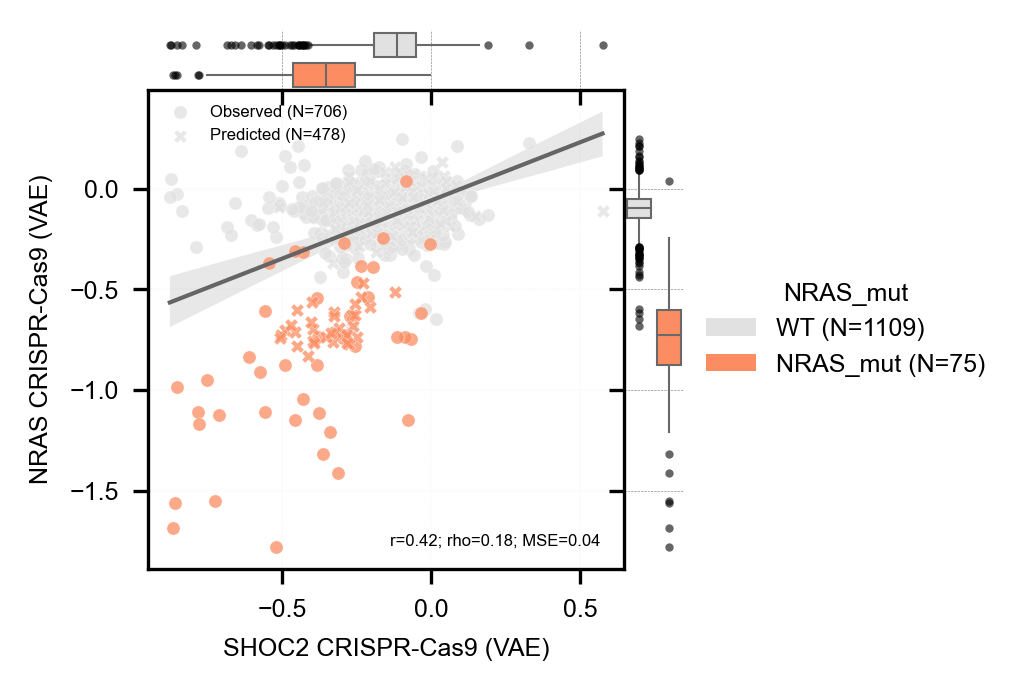 Observed (N=706)
Predicted (N=478)
0.0
−0.5
−1.0
−1.5
NRAS CRISPR-Cas9 (VAE)
r=0.42; rho=0.18; MSE=0.04
−0.5
0.0
0.5
SHOC2 CRISPR-Cas9 (VAE)
NRAS_mut
WT (N=1109)
NRAS_mut (N=75)